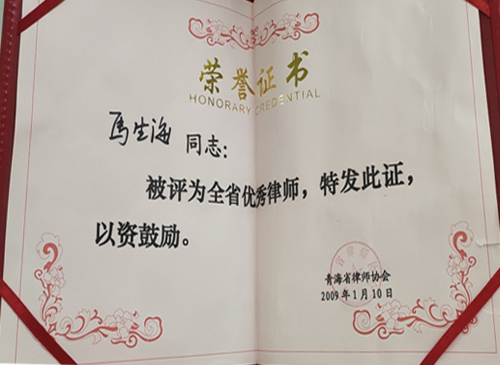 荣誉证书
HONORARY CREDENTIAL
马生海 同志：
被评为全省优秀律师，特发此证，
以资鼓励。
青海省律师协会
2009年1月10日